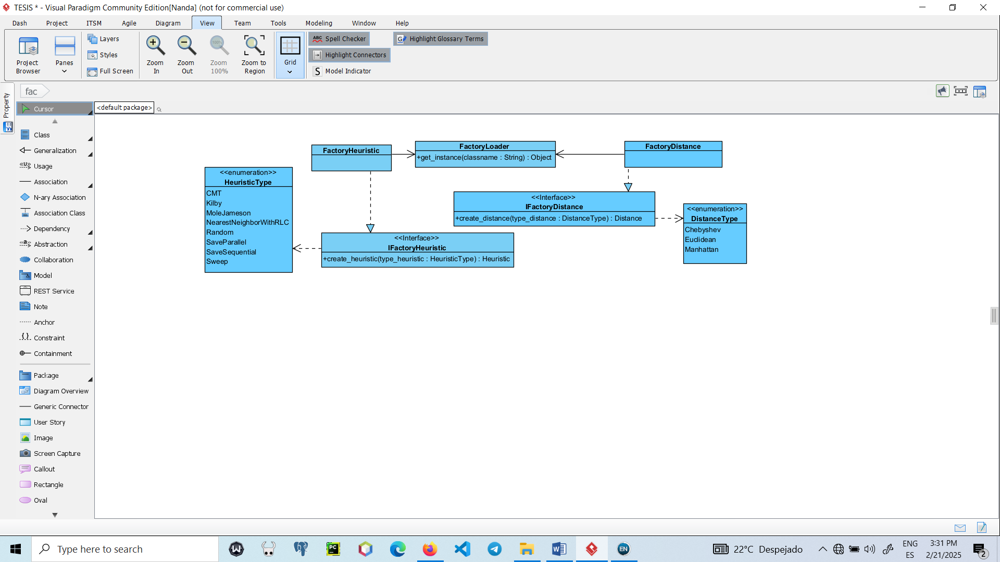 TESIS * - Visual Paradigm Community Edition[Nanda] (not for commercial use)
Dash Project ITSM Agile Diagram View Team Tools Modeling Window Help
Project Browser
Panes
Layers
Styles
Full Screen
Zoom In
Zoom Out
100%
Zoom 100%
Zoom to Region
Grid
ABC Spell Checker
Highlight Connectors
S Model Indicator
G Highlight Glossary Terms
Property
fac
<default package>
Cursor
Class
Generalization
Usage
Association
N-ary Association
Association Class
Dependency
Abstraction
Collaboration
Model
REST Service
Note
Anchor
Constraint
Containment
Package
Diagram Overview
Generic Connector
User Story
Image
Screen Capture
Callout
Rectangle
Oval
FactoryHeuristic
FactoryLoader
+get_instance(classname : String) : Object
FactoryDistance
<<enumeration>>
HeuristicType
CMT
Kilby
MoleJameson
NearestNeighborWithRLC
Random
SaveParallel
SaveSequential
Sweep
<<Interface>>
IFactoryDistance
+create_distance(type_distance : DistanceType) : Distance
<<enumeration>>
DistanceType
Chebyshev
Euclidean
Manhattan
<<Interface>>
IFactoryHeuristic
+create_heuristic(type_heuristic : HeuristicType) : Heuristic
Type here to search
PC
W
EN
22°C Despejado
ENG
ES
3:31 PM
2/21/2025
2